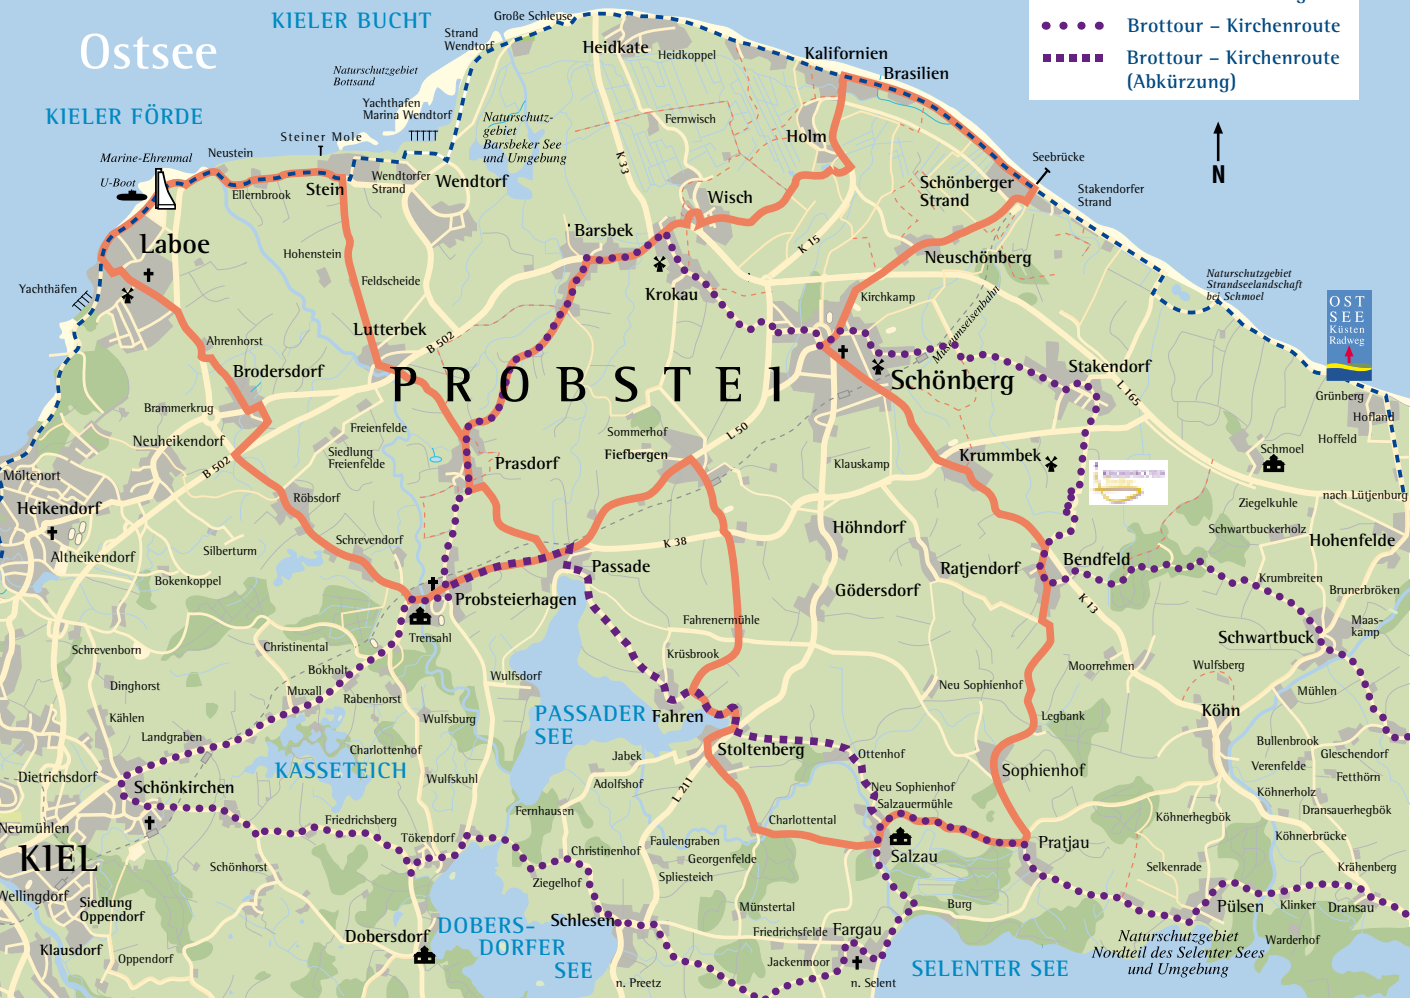 KIELER BUCHT
Große Schleuse
Brottour – Kirchenroute
Brottour – Kirchenroute
(Abkürzung)
Ostsee
Strand
Wendtorf
Heidkate
Heidkoppel
Kalifornien
Brasilien
Naturschutzgebiet
Bottsand
KIELER FÖRDE
Yachthafen
Marina Wendtorf
Naturschutz-
gebiet
Barsbeker See
und Umgebung
Fernwisch
Holm
Steiner Mole
Marine-Ehrenmal
Neustein
K 33
Seebrücke
N
U-Boot
Ellernbrook
Stein
Wendtorfer
Strand
Wendtorf
Wisch
Schönberger
Strand
Stakendorfer
Strand
Laboe
Barsbek
Hohenstein
K 15
Neuschönberg
Feldscheide
Krokau
Kirchkamp
Naturschutzgebiet
Strandseelandschaft
bei Schmoel
Yachthäfen
OST
SEE
Küsten
Radweg
Lutterbek
B 502
Museumseisenbahn
Ahrenhorst
Brodersdorf
PROBSTEI
Schönberg
Stakendorf
L 165
Grünberg
Brammerkrug
Hofland
Freienfelde
Sommerhof
L 50
Neuheikendorf
Siedlung
Freienfelde
Fiefbergen
Hoffeld
Schmoel
B 502
Prasdorf
Klauskamp
Krummbek
Möltenort
Röbsdorf
nach Lütjenburg
Ziegelkuhle
Heikendorf
Höhndorf
Schwartbuckerholz
Hohenfelde
Schrevendorf
K 38
Silberturm
Altheikendorf
Passade
Ratjendorf
Bendfeld
Bokenkoppel
Krumbreiten
Gödersdorf
Brunerbröken
Probsteierhagen
K 13
Fahrenermühle
Maas-
kamp
Trensahl
Schwartbuck
Christinental
Schrevenborn
Krüsbrook
Bokholt
Moorrehmen
Wulfsberg
Wulfsdorf
Dinghorst
Muxall
Rabenhorst
Neu Sophienhof
Mühlen
Kählen
Wulfsburg
PASSADER
SEE
Fahren
Legbank
Köhn
Landgraben
Charlottenhof
Stoltenberg
Ottenhof
Bullenbrook
Gleschendorf
Jabek
Verenfelde
Dietrichsdorf
KASSETEICH
Wulfskuhl
Sophienhof
Fetthörn
Schönkirchen
Adolfshof
L 211
Neu Sophienhof
Salzauermühle
Köhnerholz
Fernhausen
Dransauerhegbök
Friedrichsberg
Charlottental
Köhnerhegbök
Neumühlen
Tökendorf
Köhnerbrücke
Faulengraben
Pratjau
KIEL
Christinenhof
Georgenfelde
Salzau
Schönhorst
Selkenrade
Krähenberg
Spliesteich
Ziegelhof
Wellingdorf
Siedlung
Oppendorf
Münstertal
Burg
Pülsen
Klinker
Dransau
DOBERS-
DORFER
SEE
Schlesen
Friedrichsfelde
Fargau
Dobersdorf
Naturschutzgebiet
Nordteil des Selenter Sees
und Umgebung
Warderhof
Klausdorf
Oppendorf
Jackenmoor
SELENTER SEE
n. Preetz
n. Selent